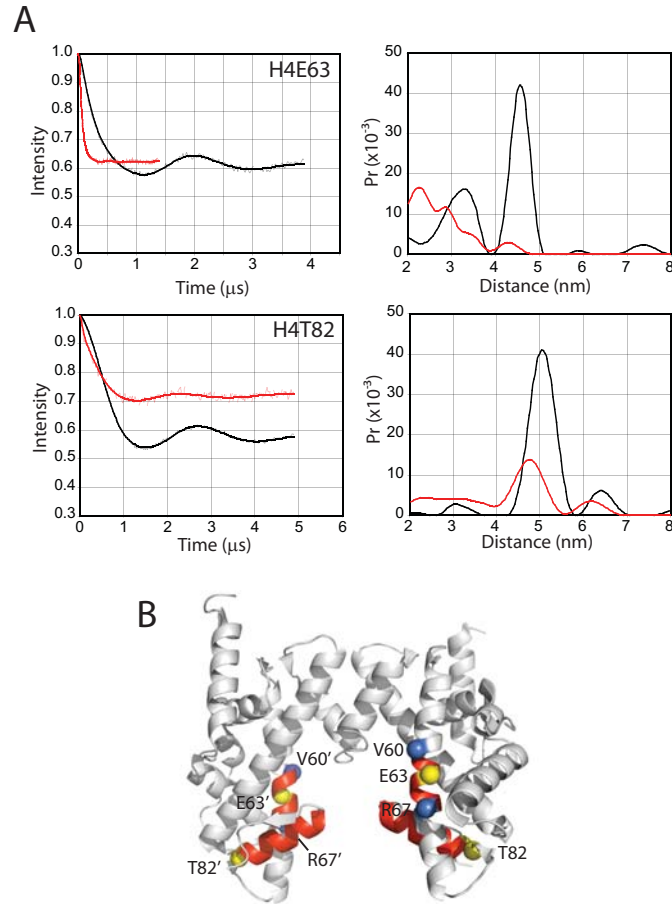 A
H4E63
Intensity
1.0
0.9
0.8
0.7
0.6
0.5
0.4
0.3
0 1 2 3 4
Time (μs)
Pr (x10⁻³)
50
40
30
20
10
0
2 3 4 5 6 7 8
Distance (nm)
H4T82
Intensity
1.0
0.9
0.8
0.7
0.6
0.5
0.4
0.3
0 1 2 3 4 5 6
Time (μs)
Pr (x10⁻³)
50
40
30
20
10
0
2 3 4 5 6 7 8
Distance (nm)
B
V60'
V60
E63'
E63
R67
T82'
R67'
T82